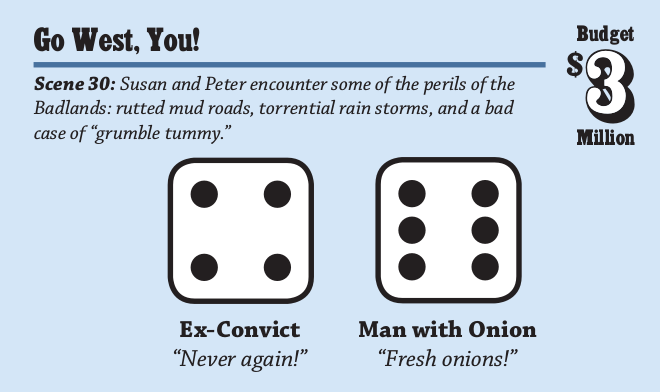 Go West, You!
Budget
$3
Million
Scene 30: Susan and Peter encounter some of the perils of the
Badlands: rutted mud roads, torrential rain storms, and a bad
case of “grumble tummy.”
Ex-Convict
“Never again!”
Man with Onion
“Fresh onions!”